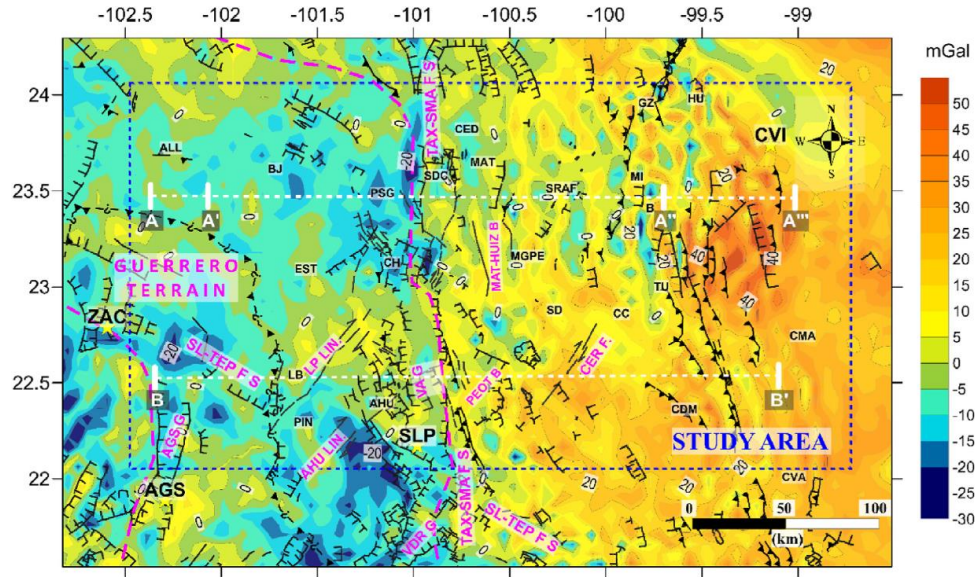 -102 -101.5 -101 -100.5 -100 -99.5 -99
mGal
24
23.5
23
22.5
22
50
45
40
35
30
25
20
15
10
5
0
-5
-10
-15
-20
-25
-30
TAX-SMA F S
GZ
HU
20
CVI
N
W E
S
0
CED
ALL
BJ
-20
SDC
MAT
SRAF
MI
B
PSG
A
A'
A''
A'''
20
40
GUERRERO
TERRAIN
EST
CH
MAT-HUIZ B
MGPE
20
40
ZAC
TU
SD
CC
CMA
-20
SL-TEP F S
LB
LP LIN.
VA G
PEOT B
CER F.
B
B'
AGS G
PIN
AHU
CDM
SLP
STUDY AREA
AHU LIN.
-20
CVA
AGS
VDR G
TAX-SMA F S
SL-TEP F S
20
0 50 100
(km)